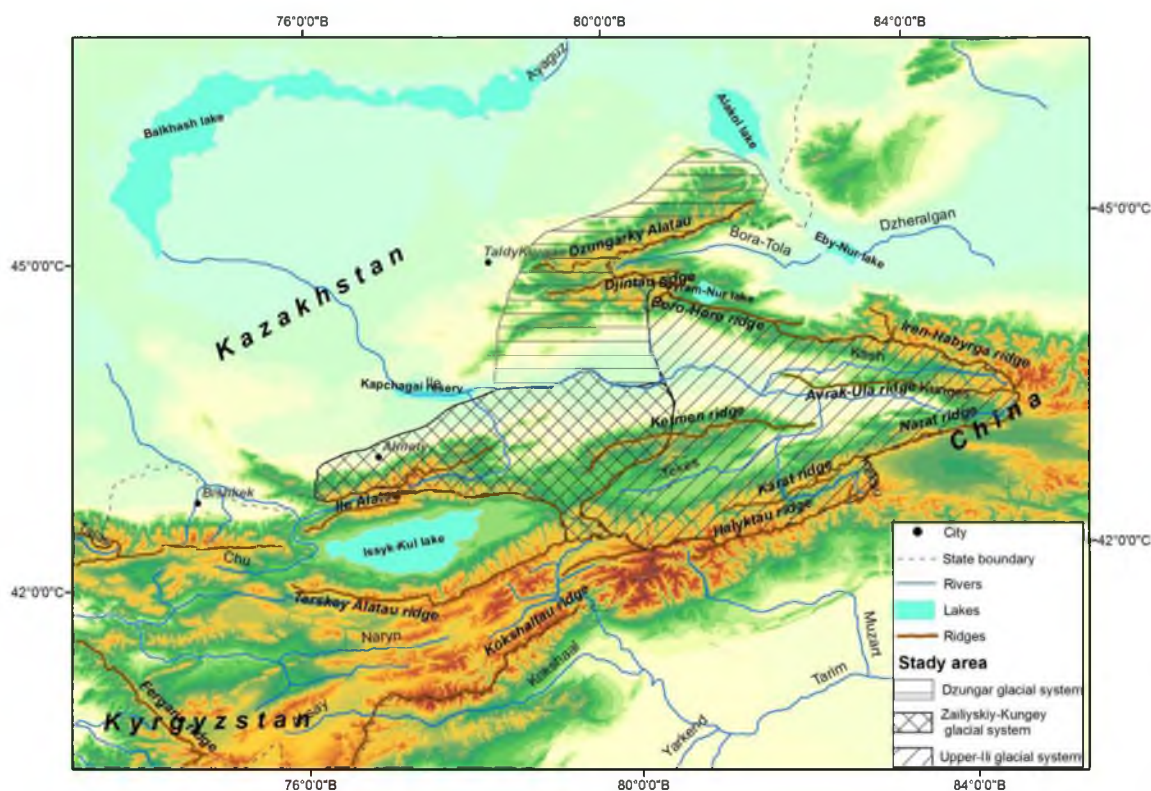 76°0'0"B
80°0'0"B
84°0'0"B
Ayaguz
Balkhash lake
Alakol lake
45°0'0"C
Dzheralgan
Bora-Tola
Eby-Nur lake
Dzungarky Alatau
45°0'0"C
Djintau ridge
Boro-Horo ridge
Iren-Habyrga ridge
Kazakhstan
Kash
Kapchagai reserv.
Ile
Avrak-Ula ridge
Kunges
Ketmen ridge
Narat ridge
China
Almaty
Tekes
Karat ridge
Bishkek
Ile Alatau
Halyktau ridge
Issyk-Kul lake
Chu
42°0'0"C
42°0'0"C
Terskey Alatau ridge
Kokshaltau ridge
Naryn
Kokshaal
Muzart
Tarim
Yarkend
Kyrgyzstan
City
State boundary
Rivers
Lakes
Ridges
Stady area
Dzungar glacial system
Zailiyskiy-Kungey
glacial system
Upper-Ili glacial system
76°0'0"B
80°0'0"B
84°0'0"B